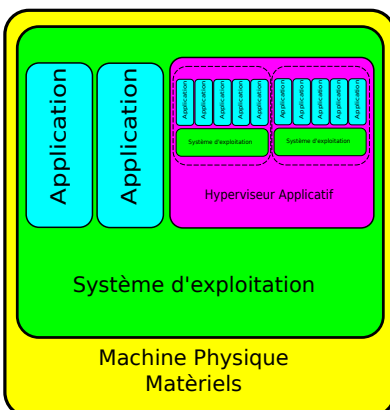 Application
Application
Application
Application
Application
Application
Application
Application
Application
Application
Application
Application
Système d'exploitation
Système d'exploitation
Hyperviseur Applicatif
Système d'exploitation
Machine Physique
Matèriels